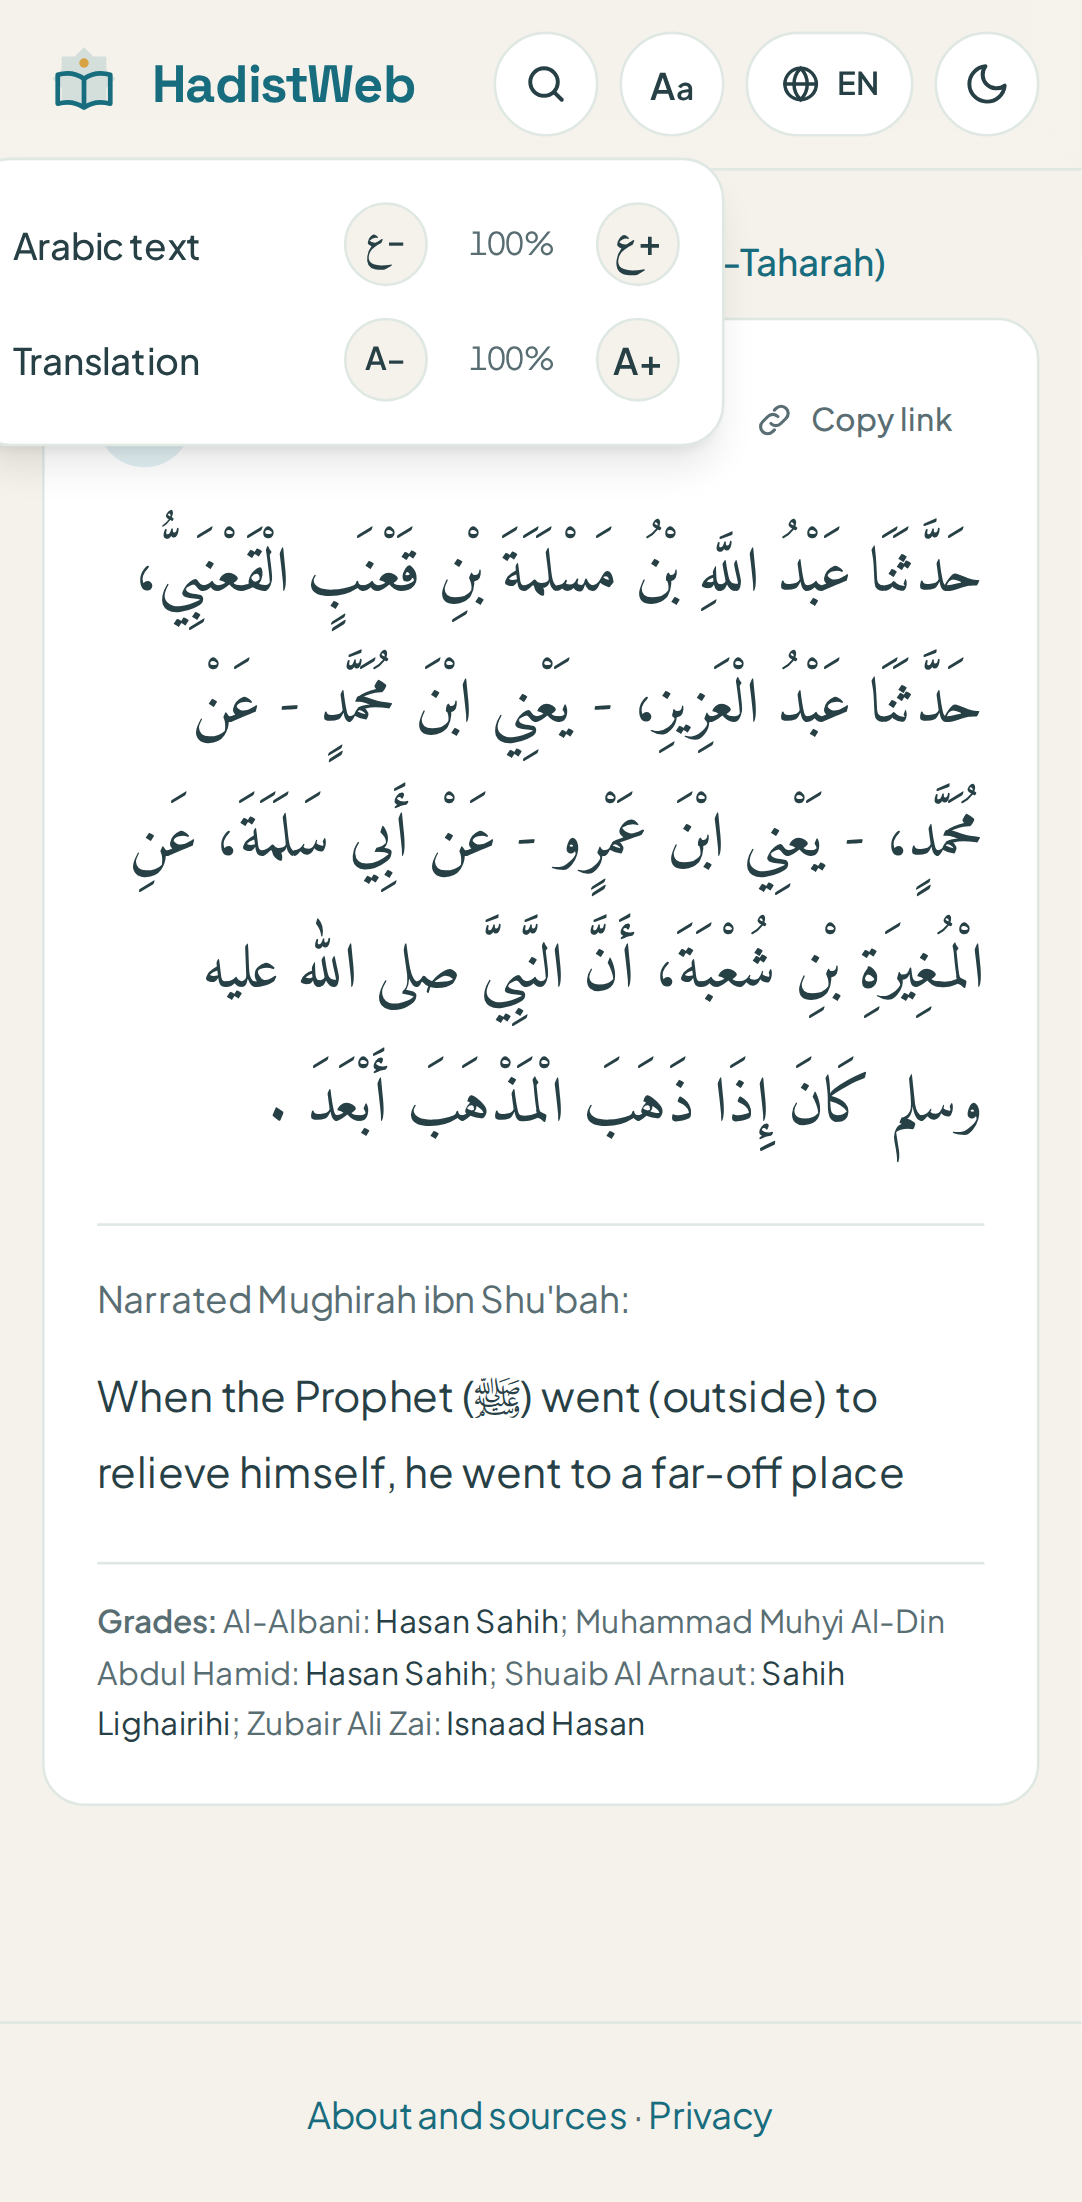 HadistWeb
Aa
EN
Arabic text
ع−
100%
ع+
Translation
A−
100%
A+
-Taharah)
Copy link
حَدَّثَنَا عَبْدُ اللَّهِ بْنُ مَسْلَمَةَ بْنِ قَعْنَبٍ الْقَعْنَبِيُّ،
حَدَّثَنَا عَبْدُ الْعَزِيزِ، - يَعْنِي ابْنَ مُحَمَّدٍ - عَنْ
مُحَمَّدٍ، - يَعْنِي ابْنَ عَمْرٍو - عَنْ أَبِي سَلَمَةَ، عَنِ
الْمُغِيرَةِ بْنِ شُعْبَةَ، أَنَّ النَّبِيَّ صلى الله عليه
وسلم كَانَ إِذَا ذَهَبَ الْمَذْهَبَ أَبْعَدَ .
Narrated Mughirah ibn Shu'bah:
When the Prophet (ﷺ) went (outside) to
relieve himself, he went to a far-off place
Grades: Al-Albani: Hasan Sahih; Muhammad Muhyi Al-Din
Abdul Hamid: Hasan Sahih; Shuaib Al Arnaut: Sahih
Lighairihi; Zubair Ali Zai: Isnaad Hasan
About and sources · Privacy